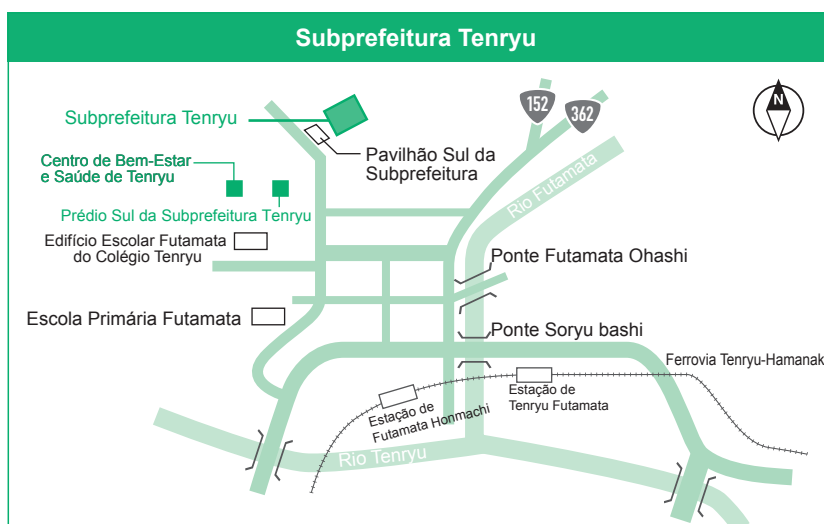 Subprefeitura Tenryu
152
362
N
Subprefeitura Tenryu
Pavilhão Sul da
Subprefeitura
Rio Futamata
Centro de Bem-Estar
e Saúde de Tenryu
Prédio Sul da Subprefeitura Tenryu
Edifício Escolar Futamata
do Colégio Tenryu
Ponte Futamata Ohashi
Escola Primária Futamata
Ponte Soryu bashi
Ferrovia Tenryu-Hamanak
Estação de
Tenryu Futamata
Estação de
Futamata Honmachi
Rio Tenryu